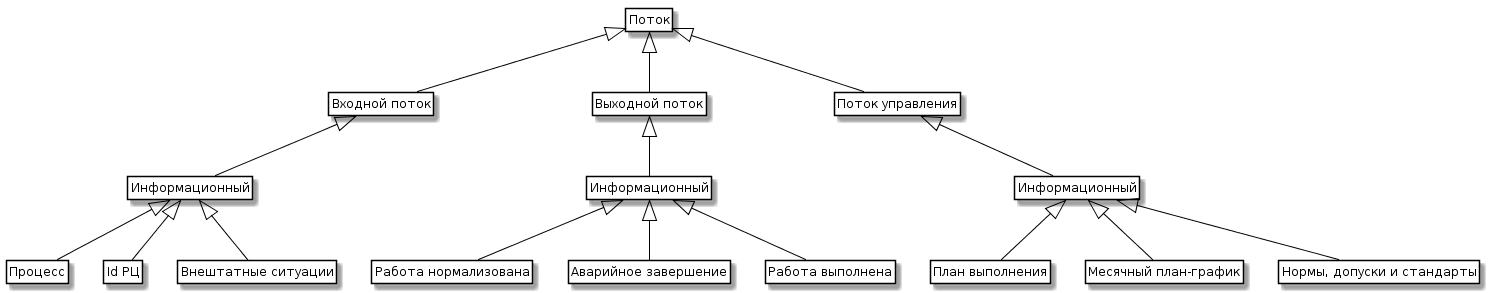 Поток
Входной поток
Выходной поток
Поток управления
Информационный
Информационный
Информационный
Процесс
Id РЦ
Внештатные ситуации
Работа нормализована
Аварийное завершение
Работа выполнена
План выполнения
Месячный план-график
Нормы, допуски и стандарты